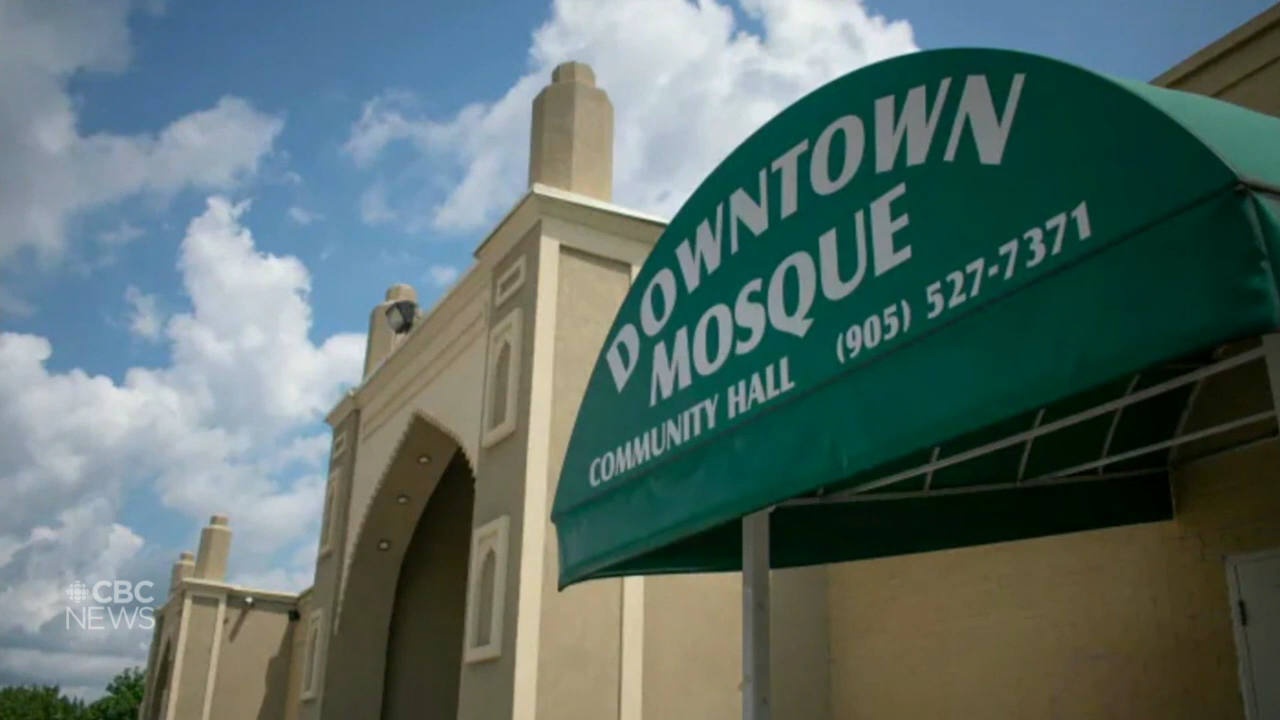 DOWNTOWN
MOSQUE
COMMUNITY HALL (905) 527-7371
CBC
NEWS